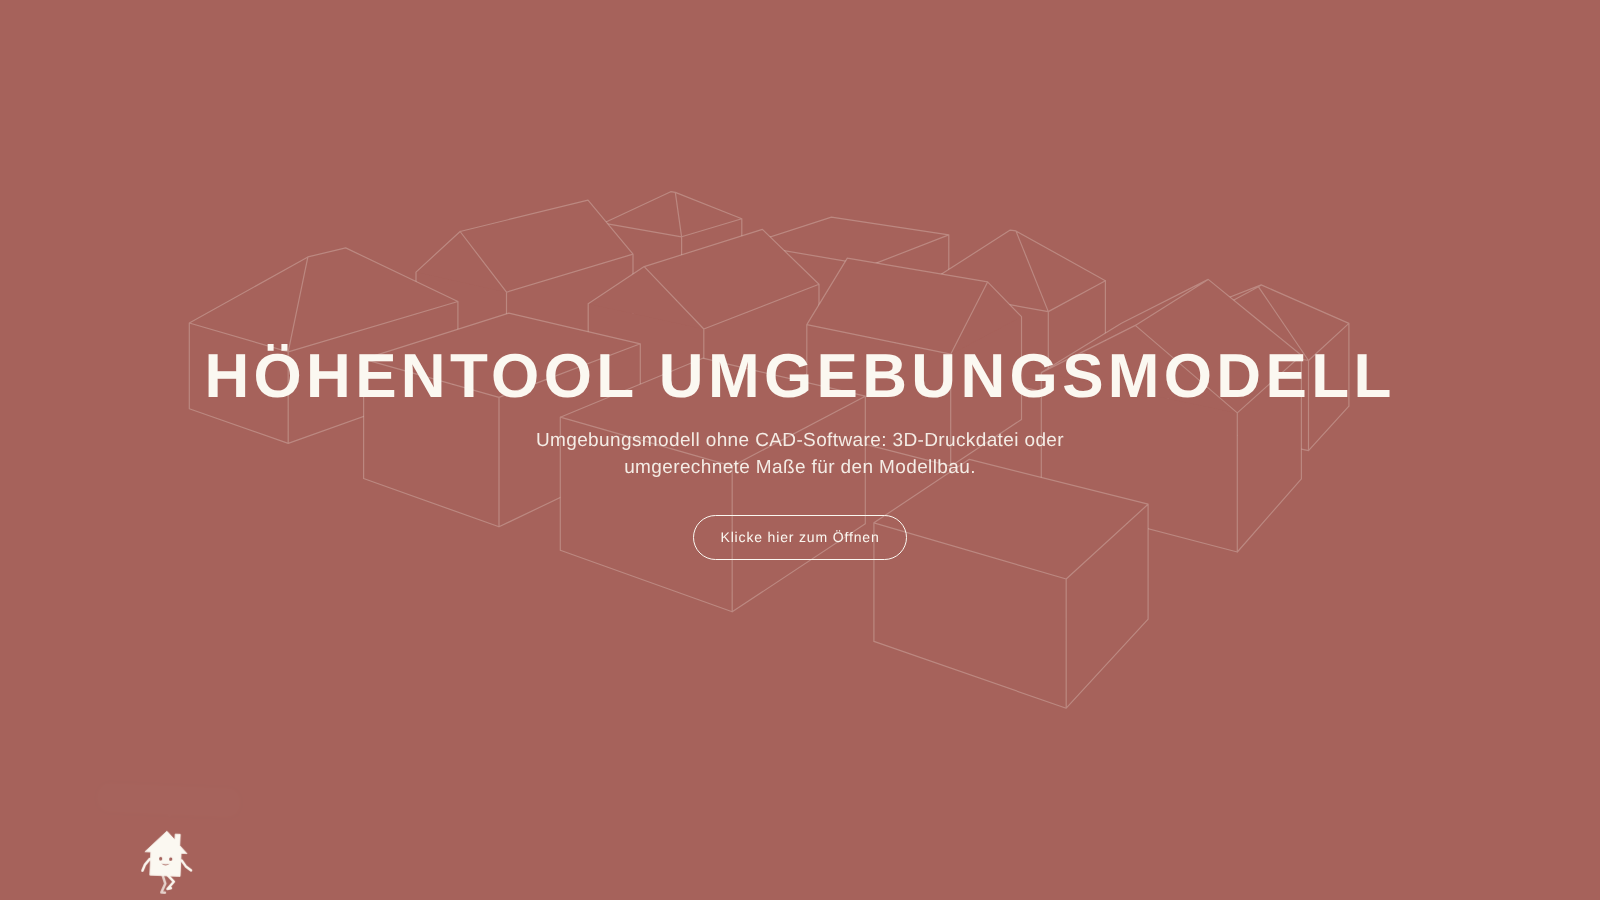 HÖHENTOOL UMGEBUNGSMODELL
Umgebungsmodell ohne CAD-Software: 3D-Druckdatei oder
umgerechnete Maße für den Modellbau.
Klicke hier zum Öffnen